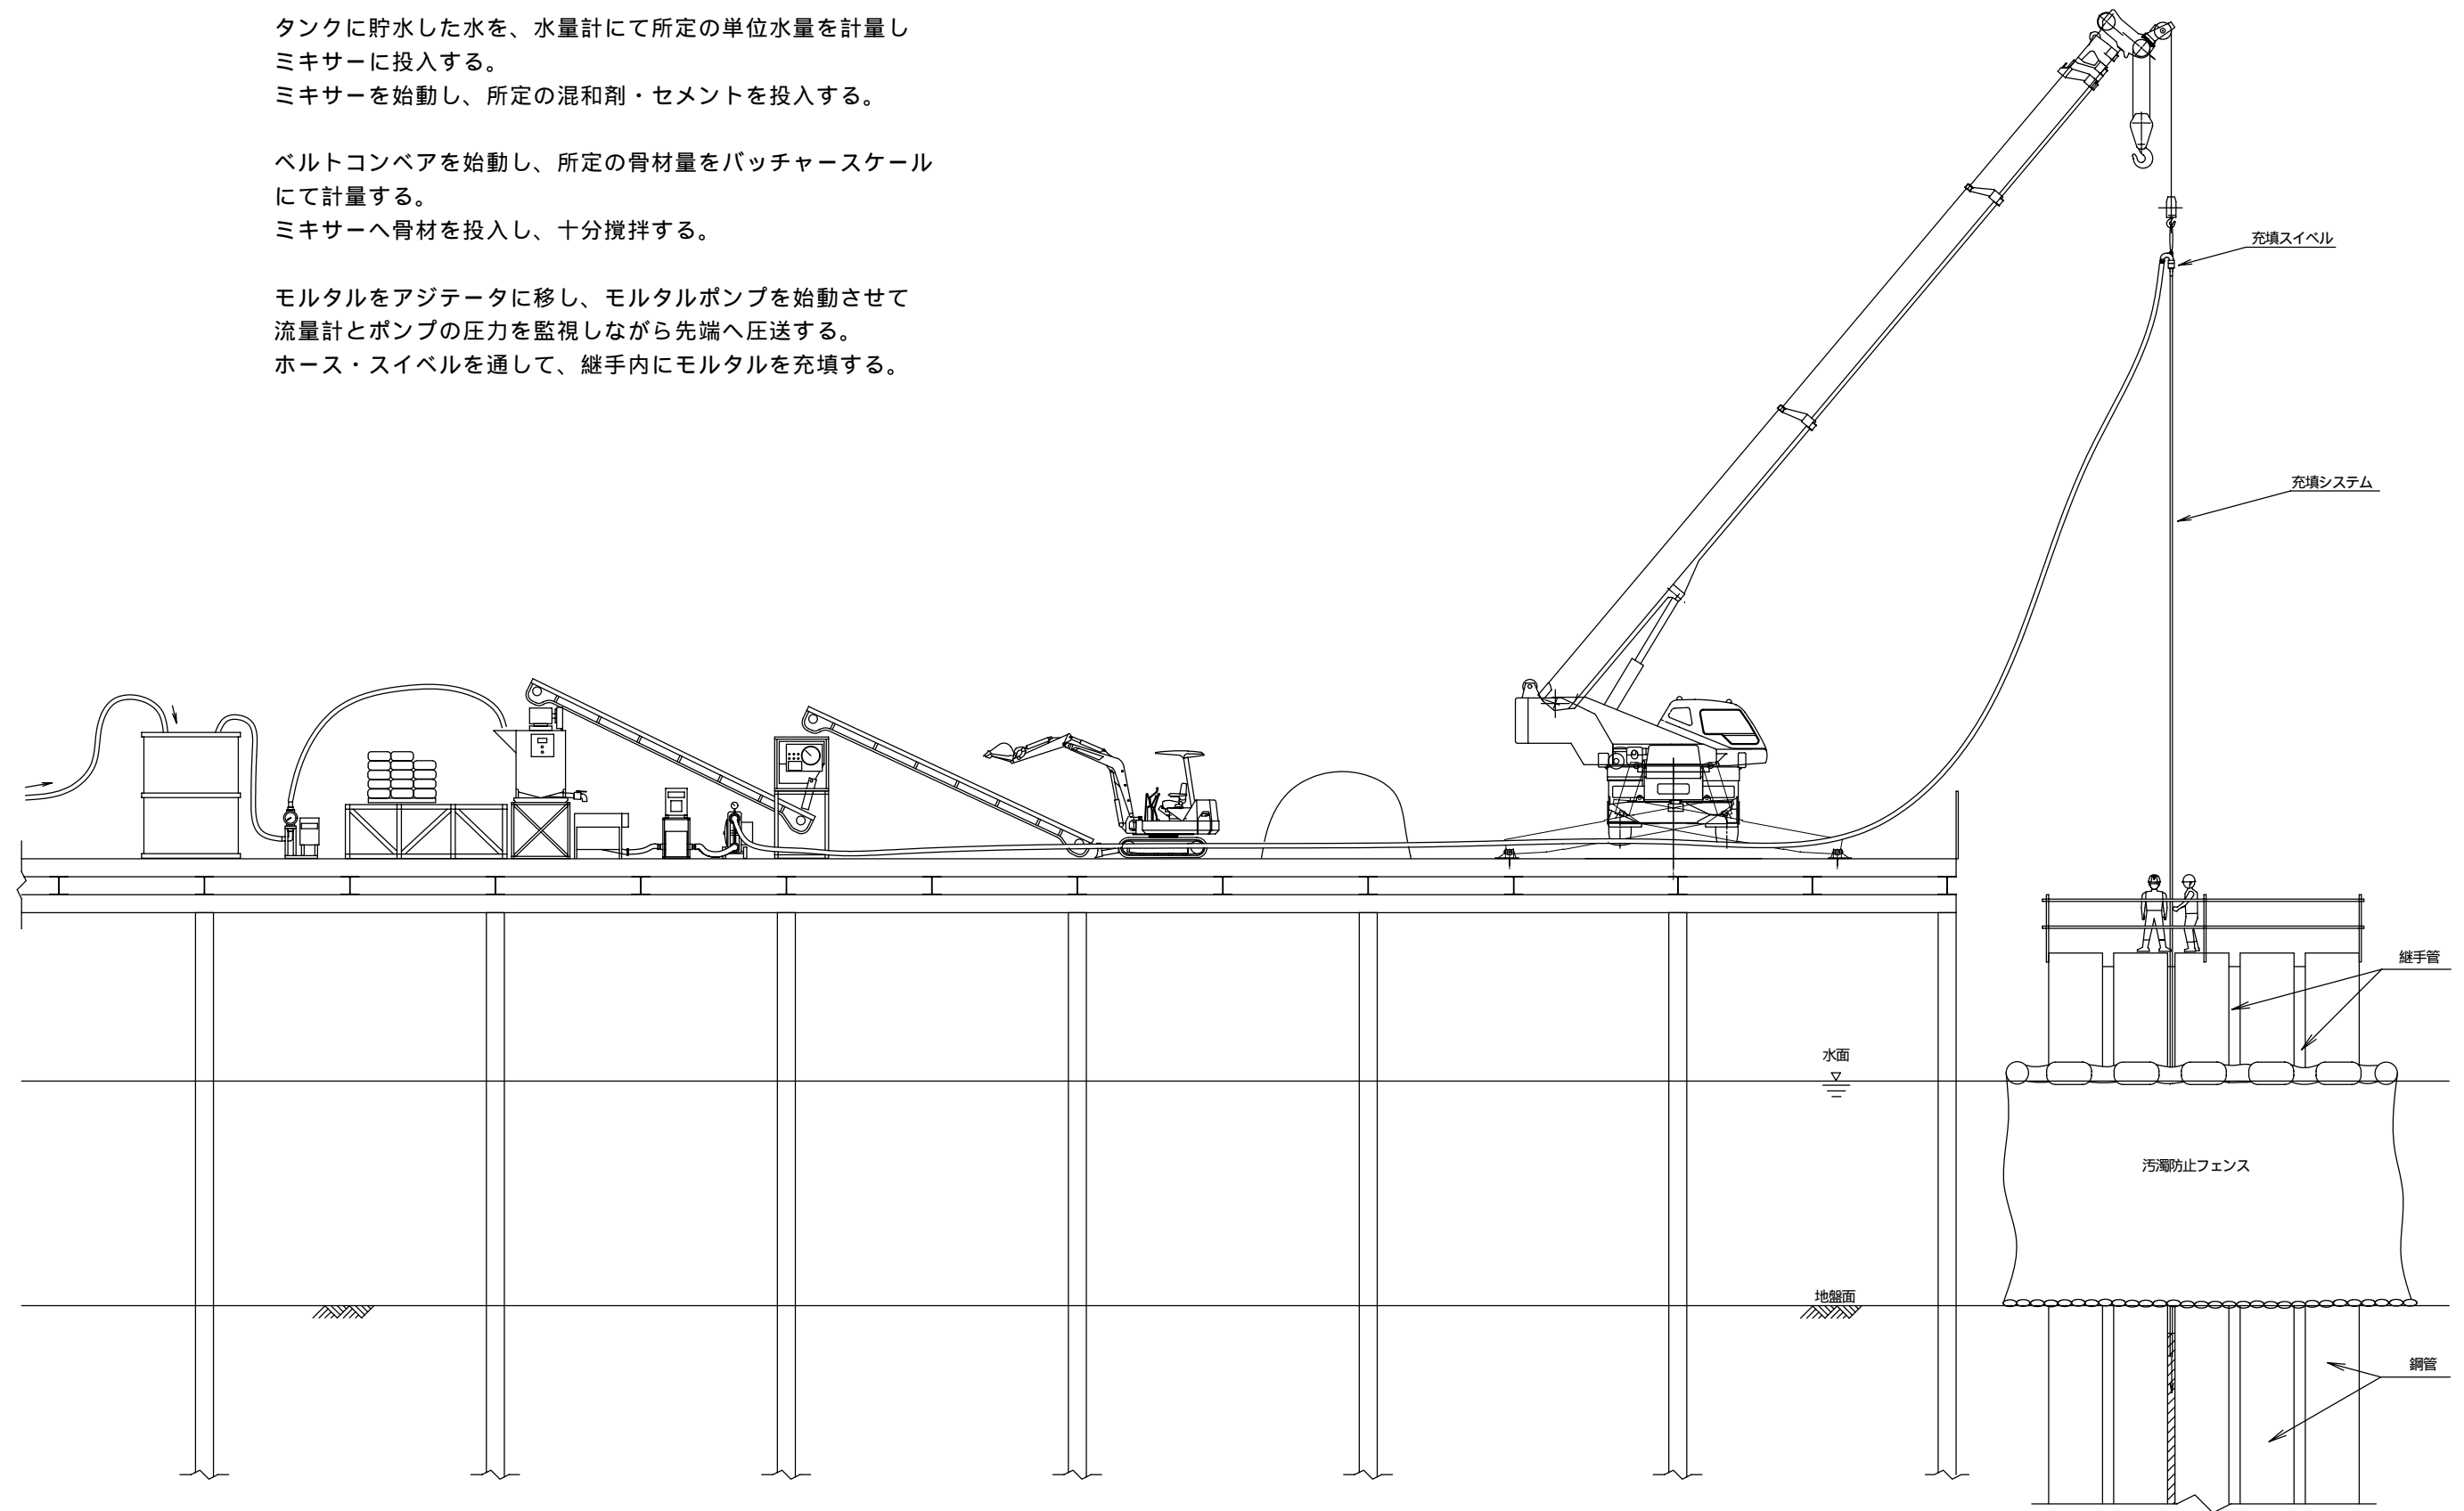 タンクに貯水した水を、水量計にて所定の単位水量を計量し
ミキサーに投入する。
ミキサーを始動し、所定の混和剤・セメントを投入する。
ベルトコンベアを始動し、所定の骨材量をバッチャースケール
にて計量する。
ミキサーへ骨材を投入し、十分撹拌する。
モルタルをアジテータに移し、モルタルポンプを始動させて
流量計とポンプの圧力を監視しながら先端へ圧送する。
ホース・スイベルを通して、継手内にモルタルを充填する。
充填スイベル
充填システム
継手管
水面
汚濁防止フェンス
地盤面
鋼管